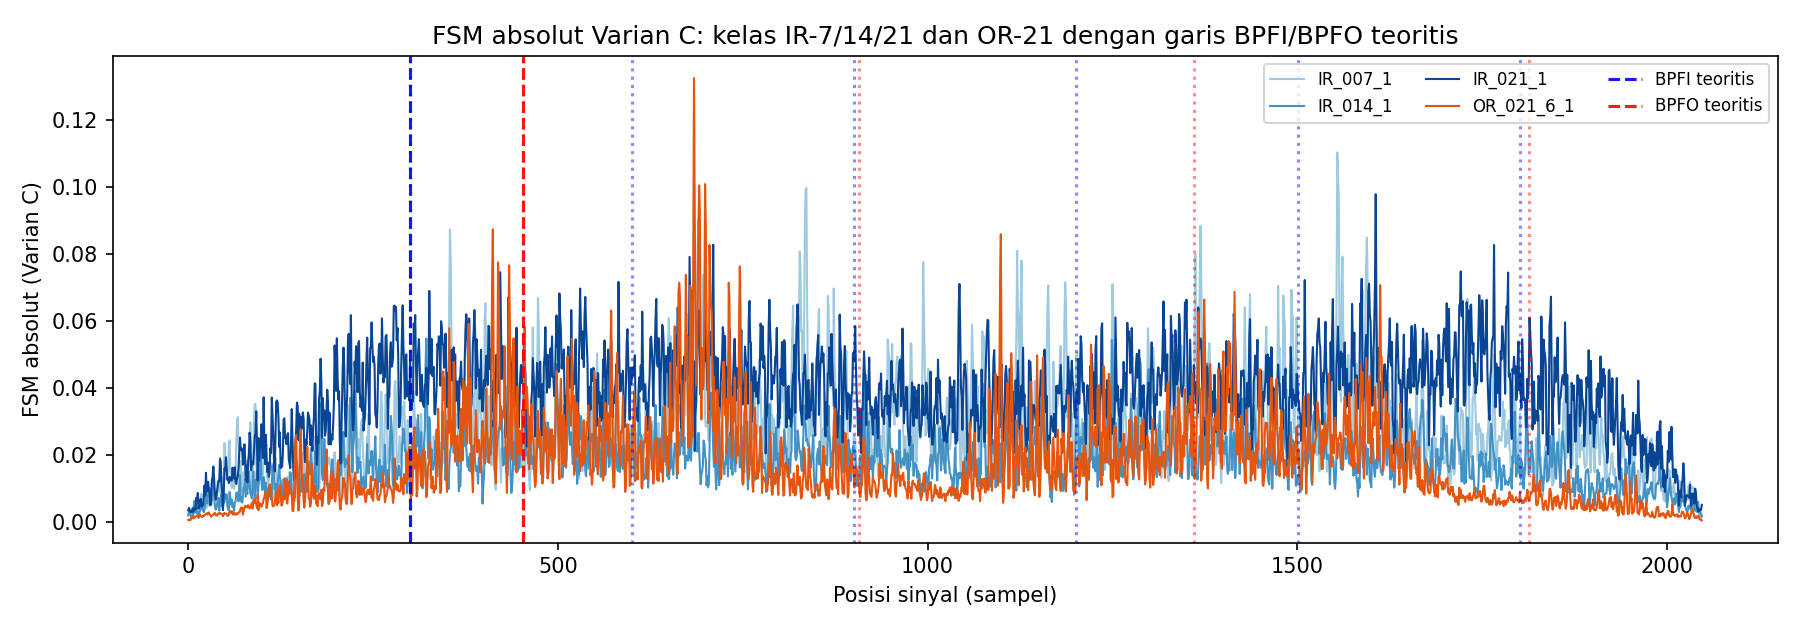 FSM absolut Varian C: kelas IR-7/14/21 dan OR-21 dengan garis BPFI/BPFO teoritis
IR_007_1
IR_014_1
IR_021_1
OR_021_6_1
BPFI teoritis
BPFO teoritis
FSM absolut (Varian C)
0.12
0.10
0.08
0.06
0.04
0.02
0.00
0
500
1000
1500
2000
Posisi sinyal (sampel)